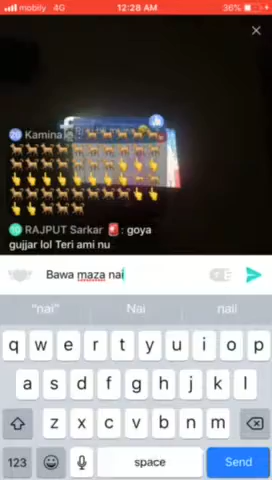 mobily 4G 12:28 AM 36%
Kamina
RAJPUT Sarkar : goya
gujjar lol Teri ami nu
Bawa maza nai
"nai" Nai naii
q w e r t y u i o p
a s d f g h j k l
z x c v b n m
123 space Send